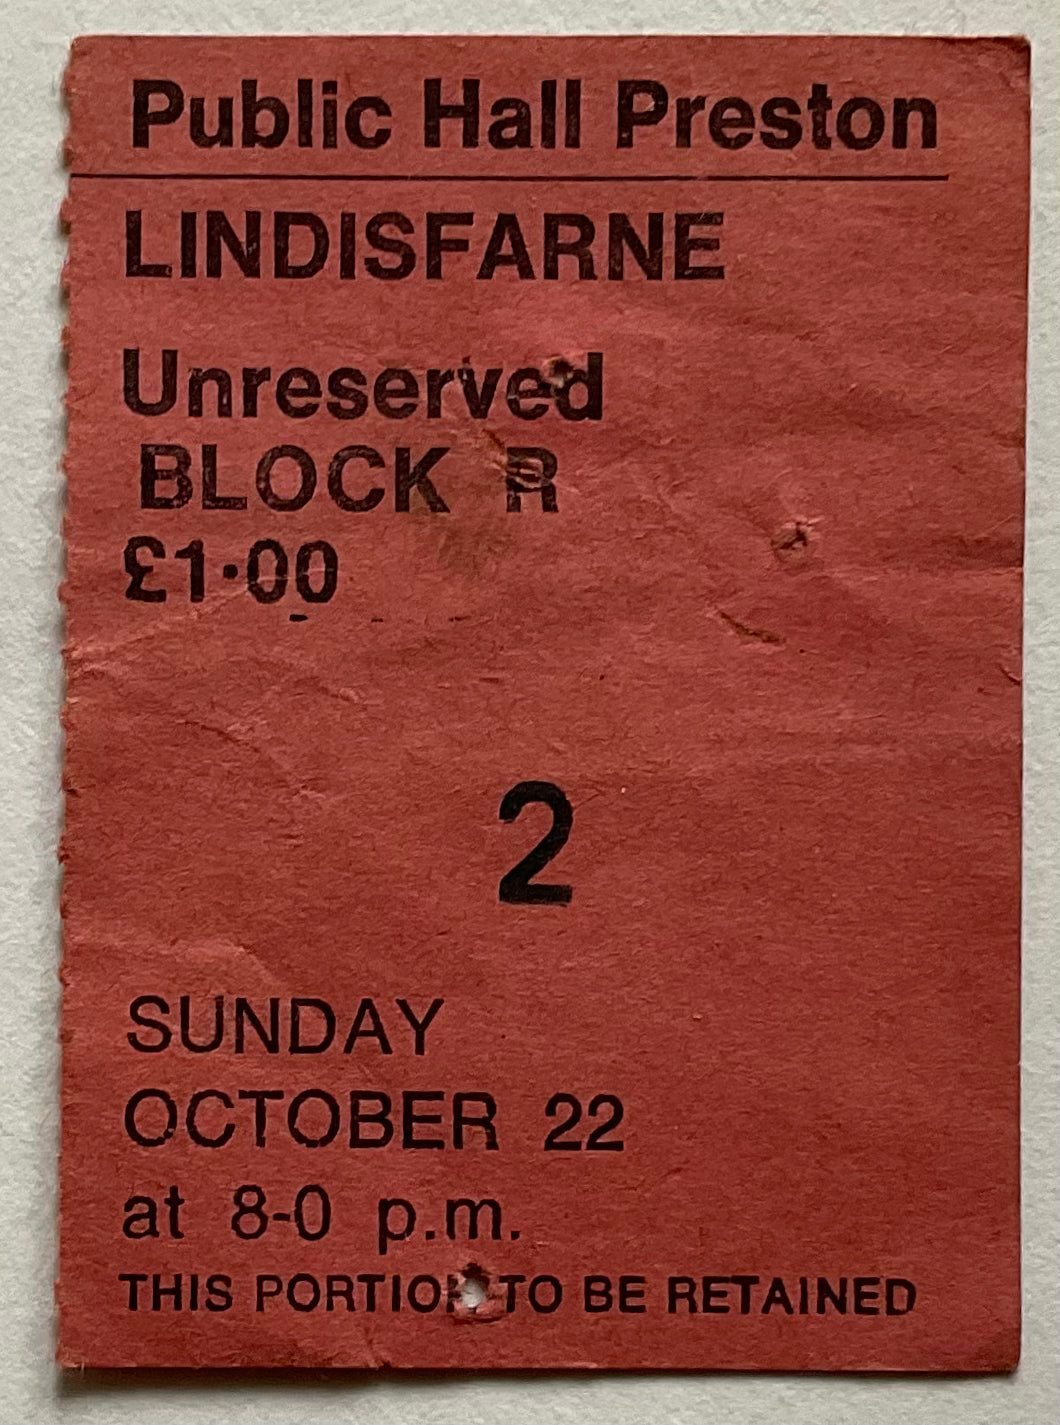 Public Hall Preston
LINDISFARNE
Unreserved
BLOCK R
£1·00
2
SUNDAY
OCTOBER 22
at 8-0 p.m.
THIS PORTION TO BE RETAINED